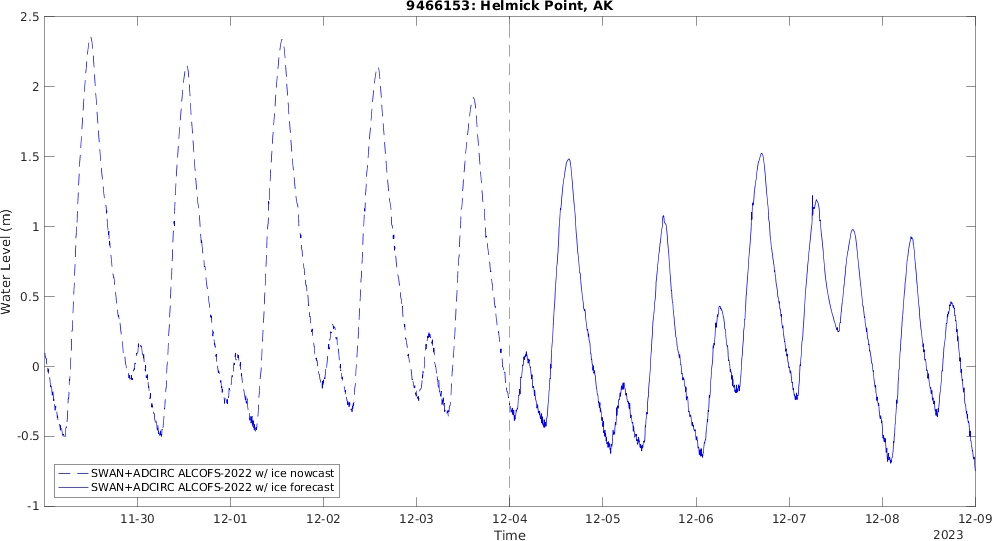 9466153: Helmick Point, AK
2.5
2
1.5
1
0.5
0
-0.5
-1
Water Level (m)
SWAN+ADCIRC ALCOFS-2022 w/ ice nowcast
SWAN+ADCIRC ALCOFS-2022 w/ ice forecast
11-30 12-01 12-02 12-03 12-04 12-05 12-06 12-07 12-08 12-09
Time
2023